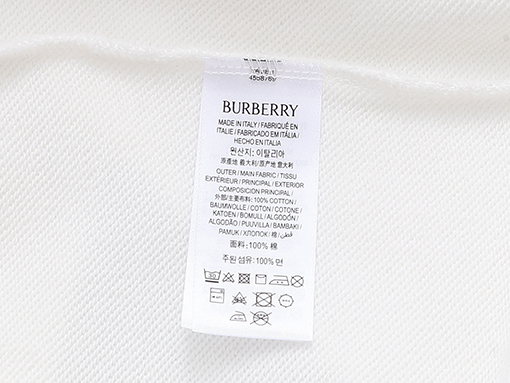 4508769
BURBERRY
MADE IN ITALY / FABRIQUÉ EN
ITALIE / FABRICADO EM ITÁLIA /
HECHO EN ITALIA
원산지: 이탈리아
原產地 義大利 / 原产地 意大利
OUTER / MAIN FABRIC / TISSU
EXTÉRIEUR / PRINCIPAL / EXTERIOR
COMPOSICION PRINCIPAL /
外部/主要布料: 100% COTTON /
BAUMWOLLE / COTON / COTONE /
KATOEN / BOMULL / ALGODÓN /
ALGODÃO / PUUVILLA / BAMBAKI /
PAMUK / ХЛОПОК / 棉 / قطن
面料: 100% 棉
주원 섬유: 100% 면